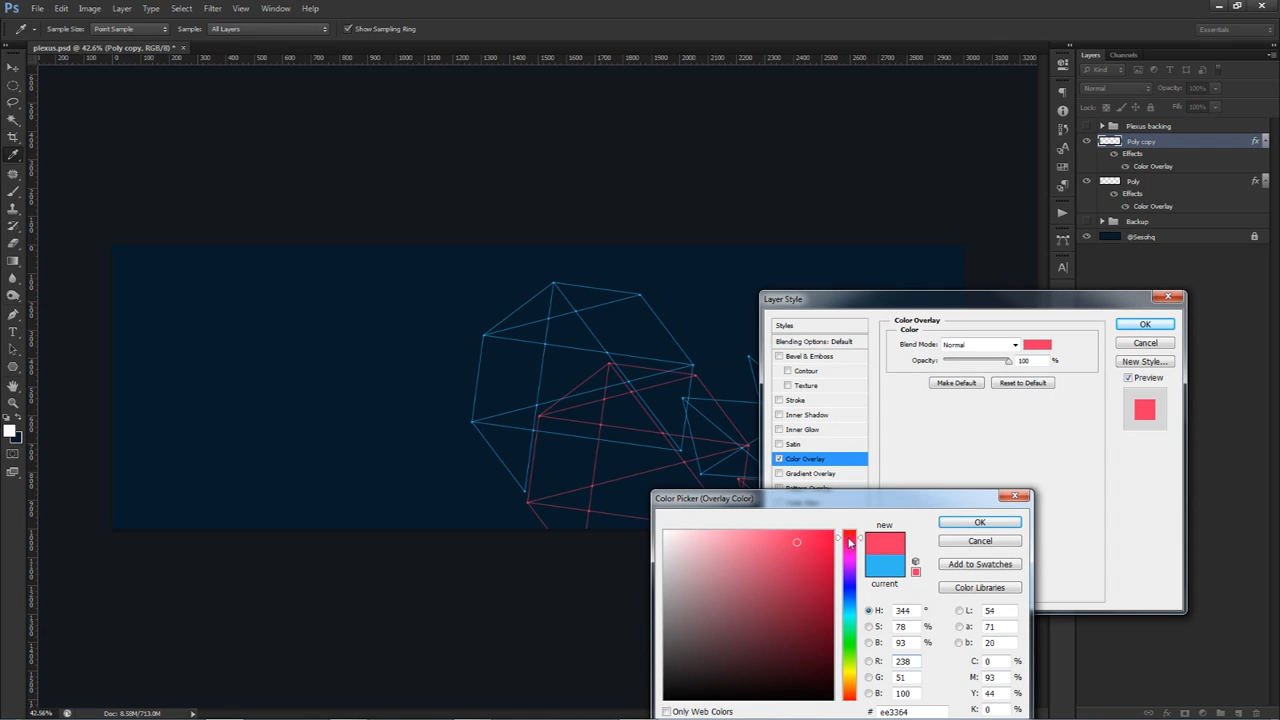 Ps File Edit Image Layer Type Select Filter View Window Help
Sample Size: Point Sample Sample: All Layers Show Sampling Ring Essentials
plexus.psd @ 42.6% (Poly copy, RGB/8) * ×
Layers Channels
Kind
Normal Opacity: 100%
Lock: Fill: 100%
Plexus backing
Poly copy fx
Effects
Color Overlay
Poly fx
Effects
Color Overlay
Backup
@Sesohq
Layer Style
Styles
Blending Options: Default
Bevel & Emboss
Contour
Texture
Stroke
Inner Shadow
Inner Glow
Satin
Color Overlay
Gradient Overlay
Color Overlay
Color
Blend Mode: Normal
Opacity: 100 %
Make Default Reset to Default
OK
Cancel
New Style...
Preview
Color Picker (Overlay Color)
new
current
OK
Cancel
Add to Swatches
Color Libraries
H: 344 ° L: 54
S: 78 % a: 71
B: 93 % b: 20
R: 238 C: 0 %
G: 51 M: 93 %
B: 100 Y: 44 %
# ee3364 K: 0 %
Only Web Colors
42.56% Doc: 8.58M/713.0M